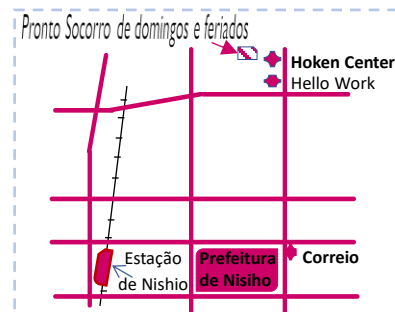 Pronto Socorro de domingos e feriados
Hoken Center
Hello Work
Estação
de Nishio
Prefeitura
de Nisiho
Correio